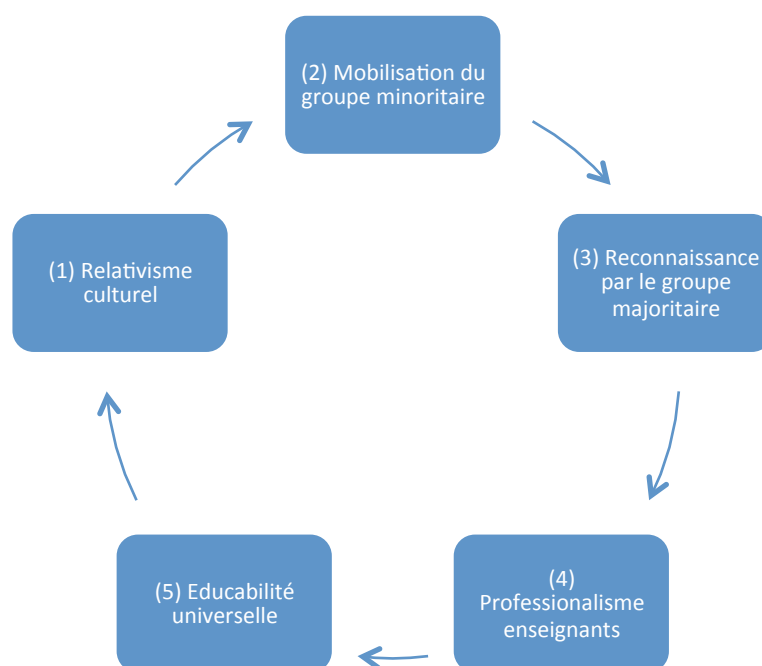 (2) Mobilisation du
groupe minoritaire
(1) Relativisme
culturel
(3) Reconnaissance
par le groupe
majoritaire
(5) Educabilité
universelle
(4)
Professionalisme
enseignants